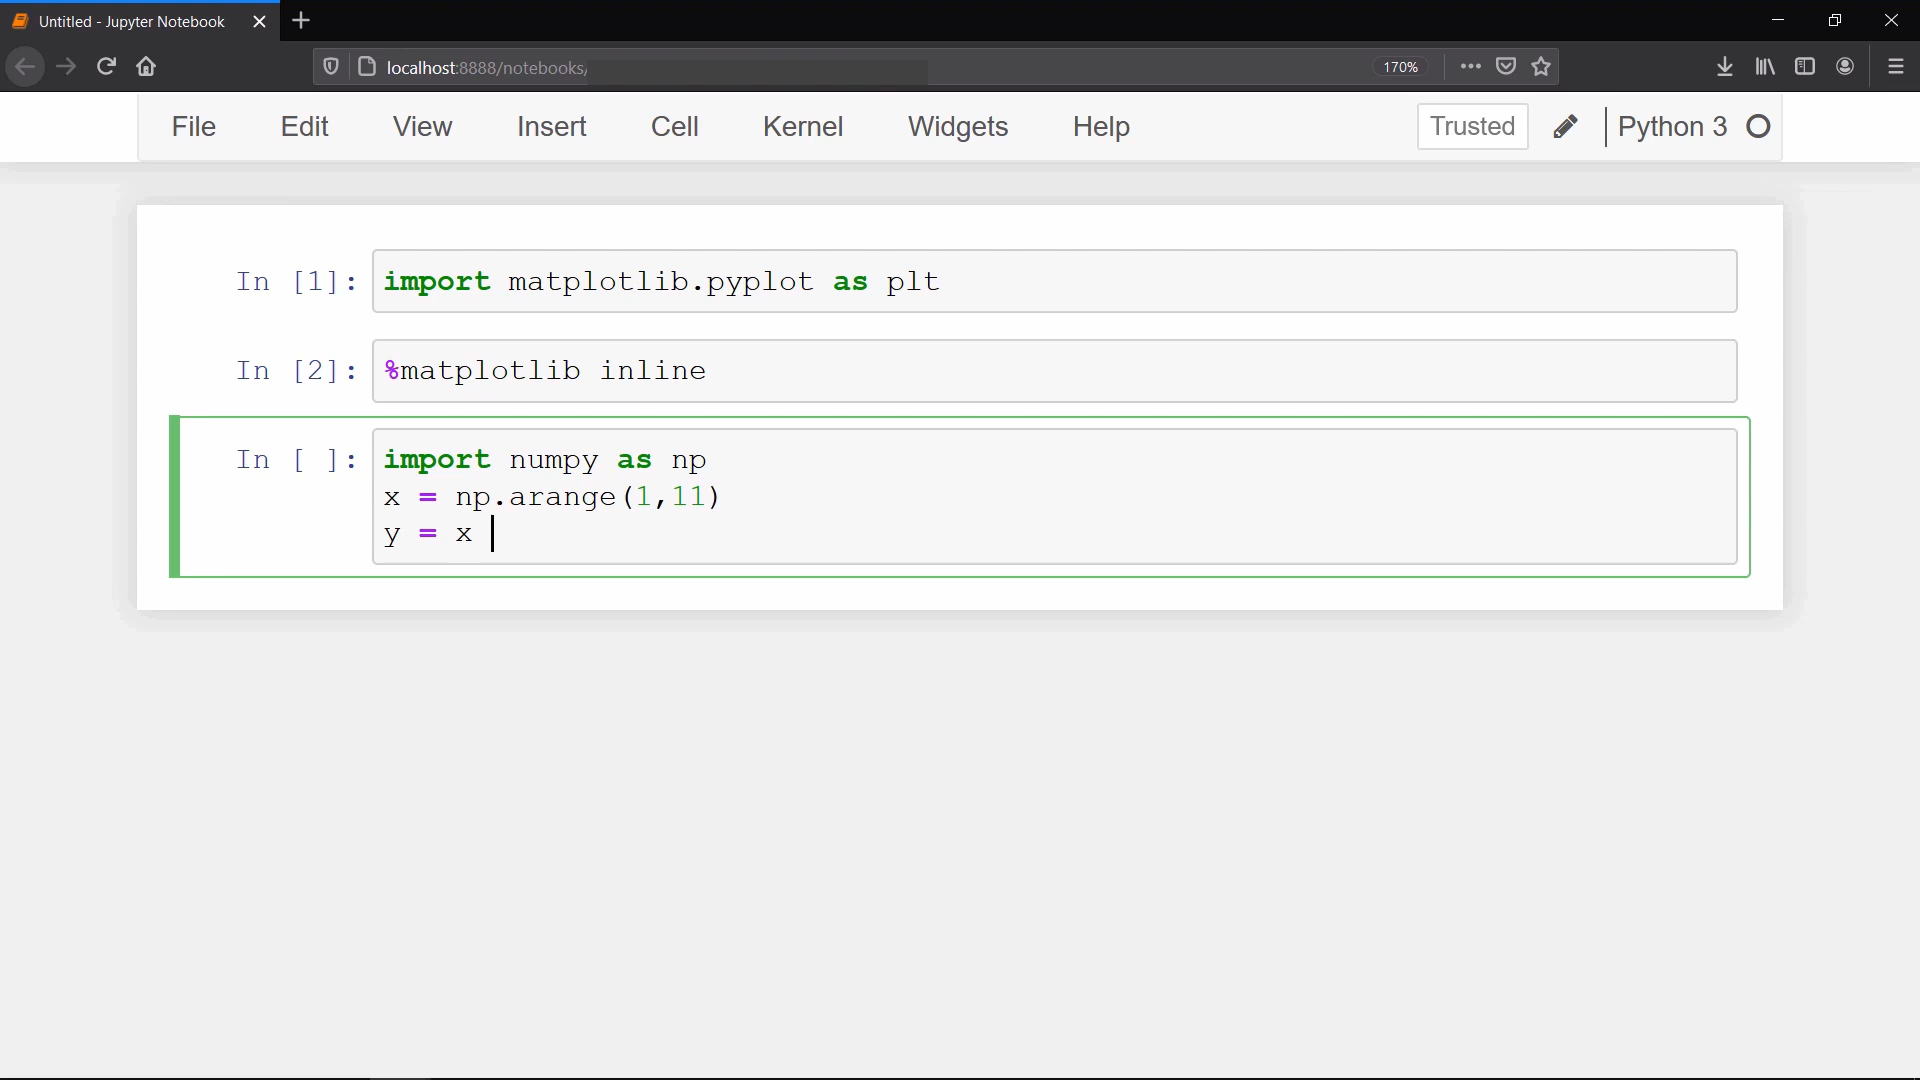 Untitled - Jupyter Notebook
localhost:8888/notebooks/
170%
File Edit View Insert Cell Kernel Widgets Help Trusted Python 3
In [1]: import matplotlib.pyplot as plt
In [2]: %matplotlib inline
In [ ]: import numpy as np
x = np.arange(1,11)
y = x